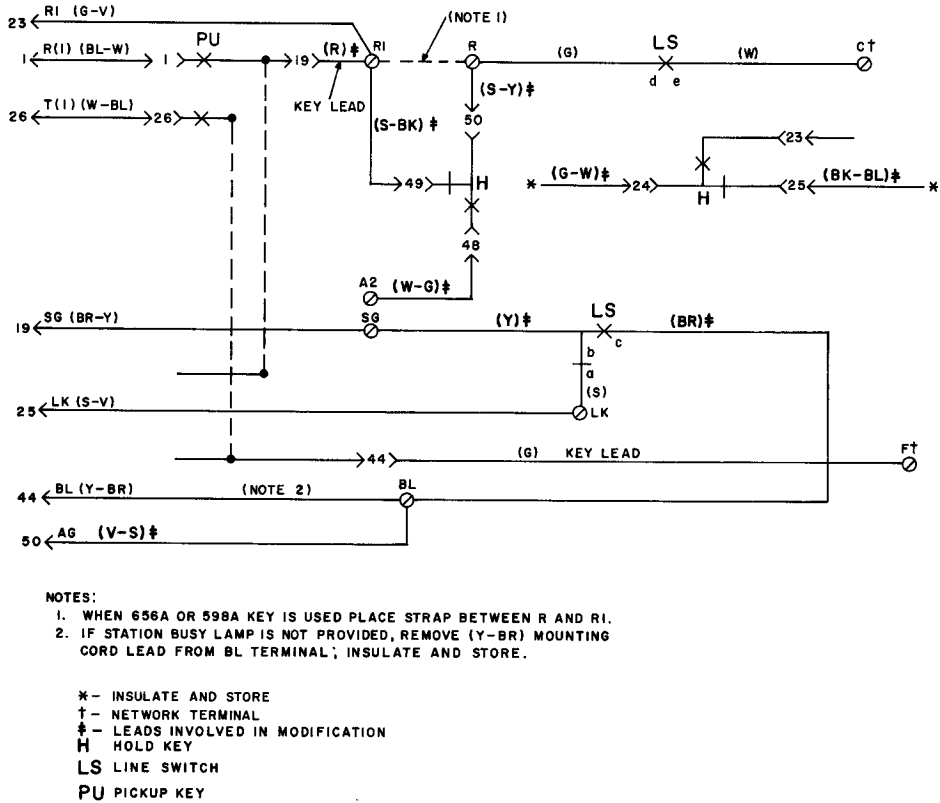 23 RI (G-V)
(NOTE 1)
PU
1 R(1) (BL-W) 1 19 (R)‡ RI R (G) LS (W) C†
d e
KEY LEAD
(S-Y)‡
26 T(1) (W-BL) 26 50
(S-BK)‡
23
49 H
* (G-W)‡ 24 H 25 (BK-BL)‡ *
48
A2 (W-G)‡
19 SG (BR-Y) SG (Y)‡ LS (BR)‡
c
b
a
(S)
25 LK (S-V) LK
44 (G) KEY LEAD F†
44 BL (Y-BR) (NOTE 2) BL
50 AG (V-S)‡
NOTES:
1. WHEN 656A OR 598A KEY IS USED PLACE STRAP BETWEEN R AND RI.
2. IF STATION BUSY LAMP IS NOT PROVIDED, REMOVE (Y-BR) MOUNTING
CORD LEAD FROM BL TERMINAL; INSULATE AND STORE.
* - INSULATE AND STORE
† - NETWORK TERMINAL
‡ - LEADS INVOLVED IN MODIFICATION
H HOLD KEY
LS LINE SWITCH
PU PICKUP KEY